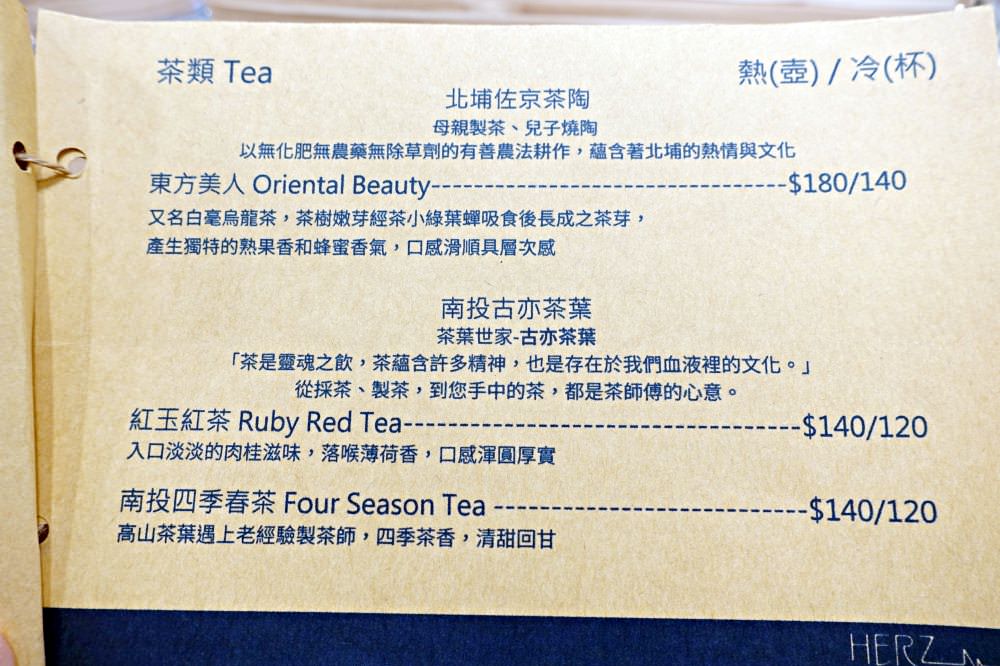 茶類 Tea 熱(壺) / 冷(杯)
北埔佐京茶陶
母親製茶、兒子燒陶
以無化肥無農藥無除草劑的有善農法耕作，蘊含著北埔的熱情與文化
東方美人 Oriental Beauty---------------------------------$180/140
又名白毫烏龍茶，茶樹嫩芽經茶小綠葉蟬吸食後長成之茶芽，
產生獨特的熟果香和蜂蜜香氣，口感滑順具層次感
南投古亦茶葉
茶葉世家-古亦茶葉
「茶是靈魂之飲，茶蘊含許多精神，也是存在於我們血液裡的文化。」
從採茶、製茶，到您手中的茶，都是茶師傅的心意。
紅玉紅茶 Ruby Red Tea------------------------------------$140/120
入口淡淡的肉桂滋味，落喉薄荷香，口感渾圓厚實
南投四季春茶 Four Season Tea ----------------------------$140/120
高山茶葉遇上老經驗製茶師，四季茶香，清甜回甘
HERZ